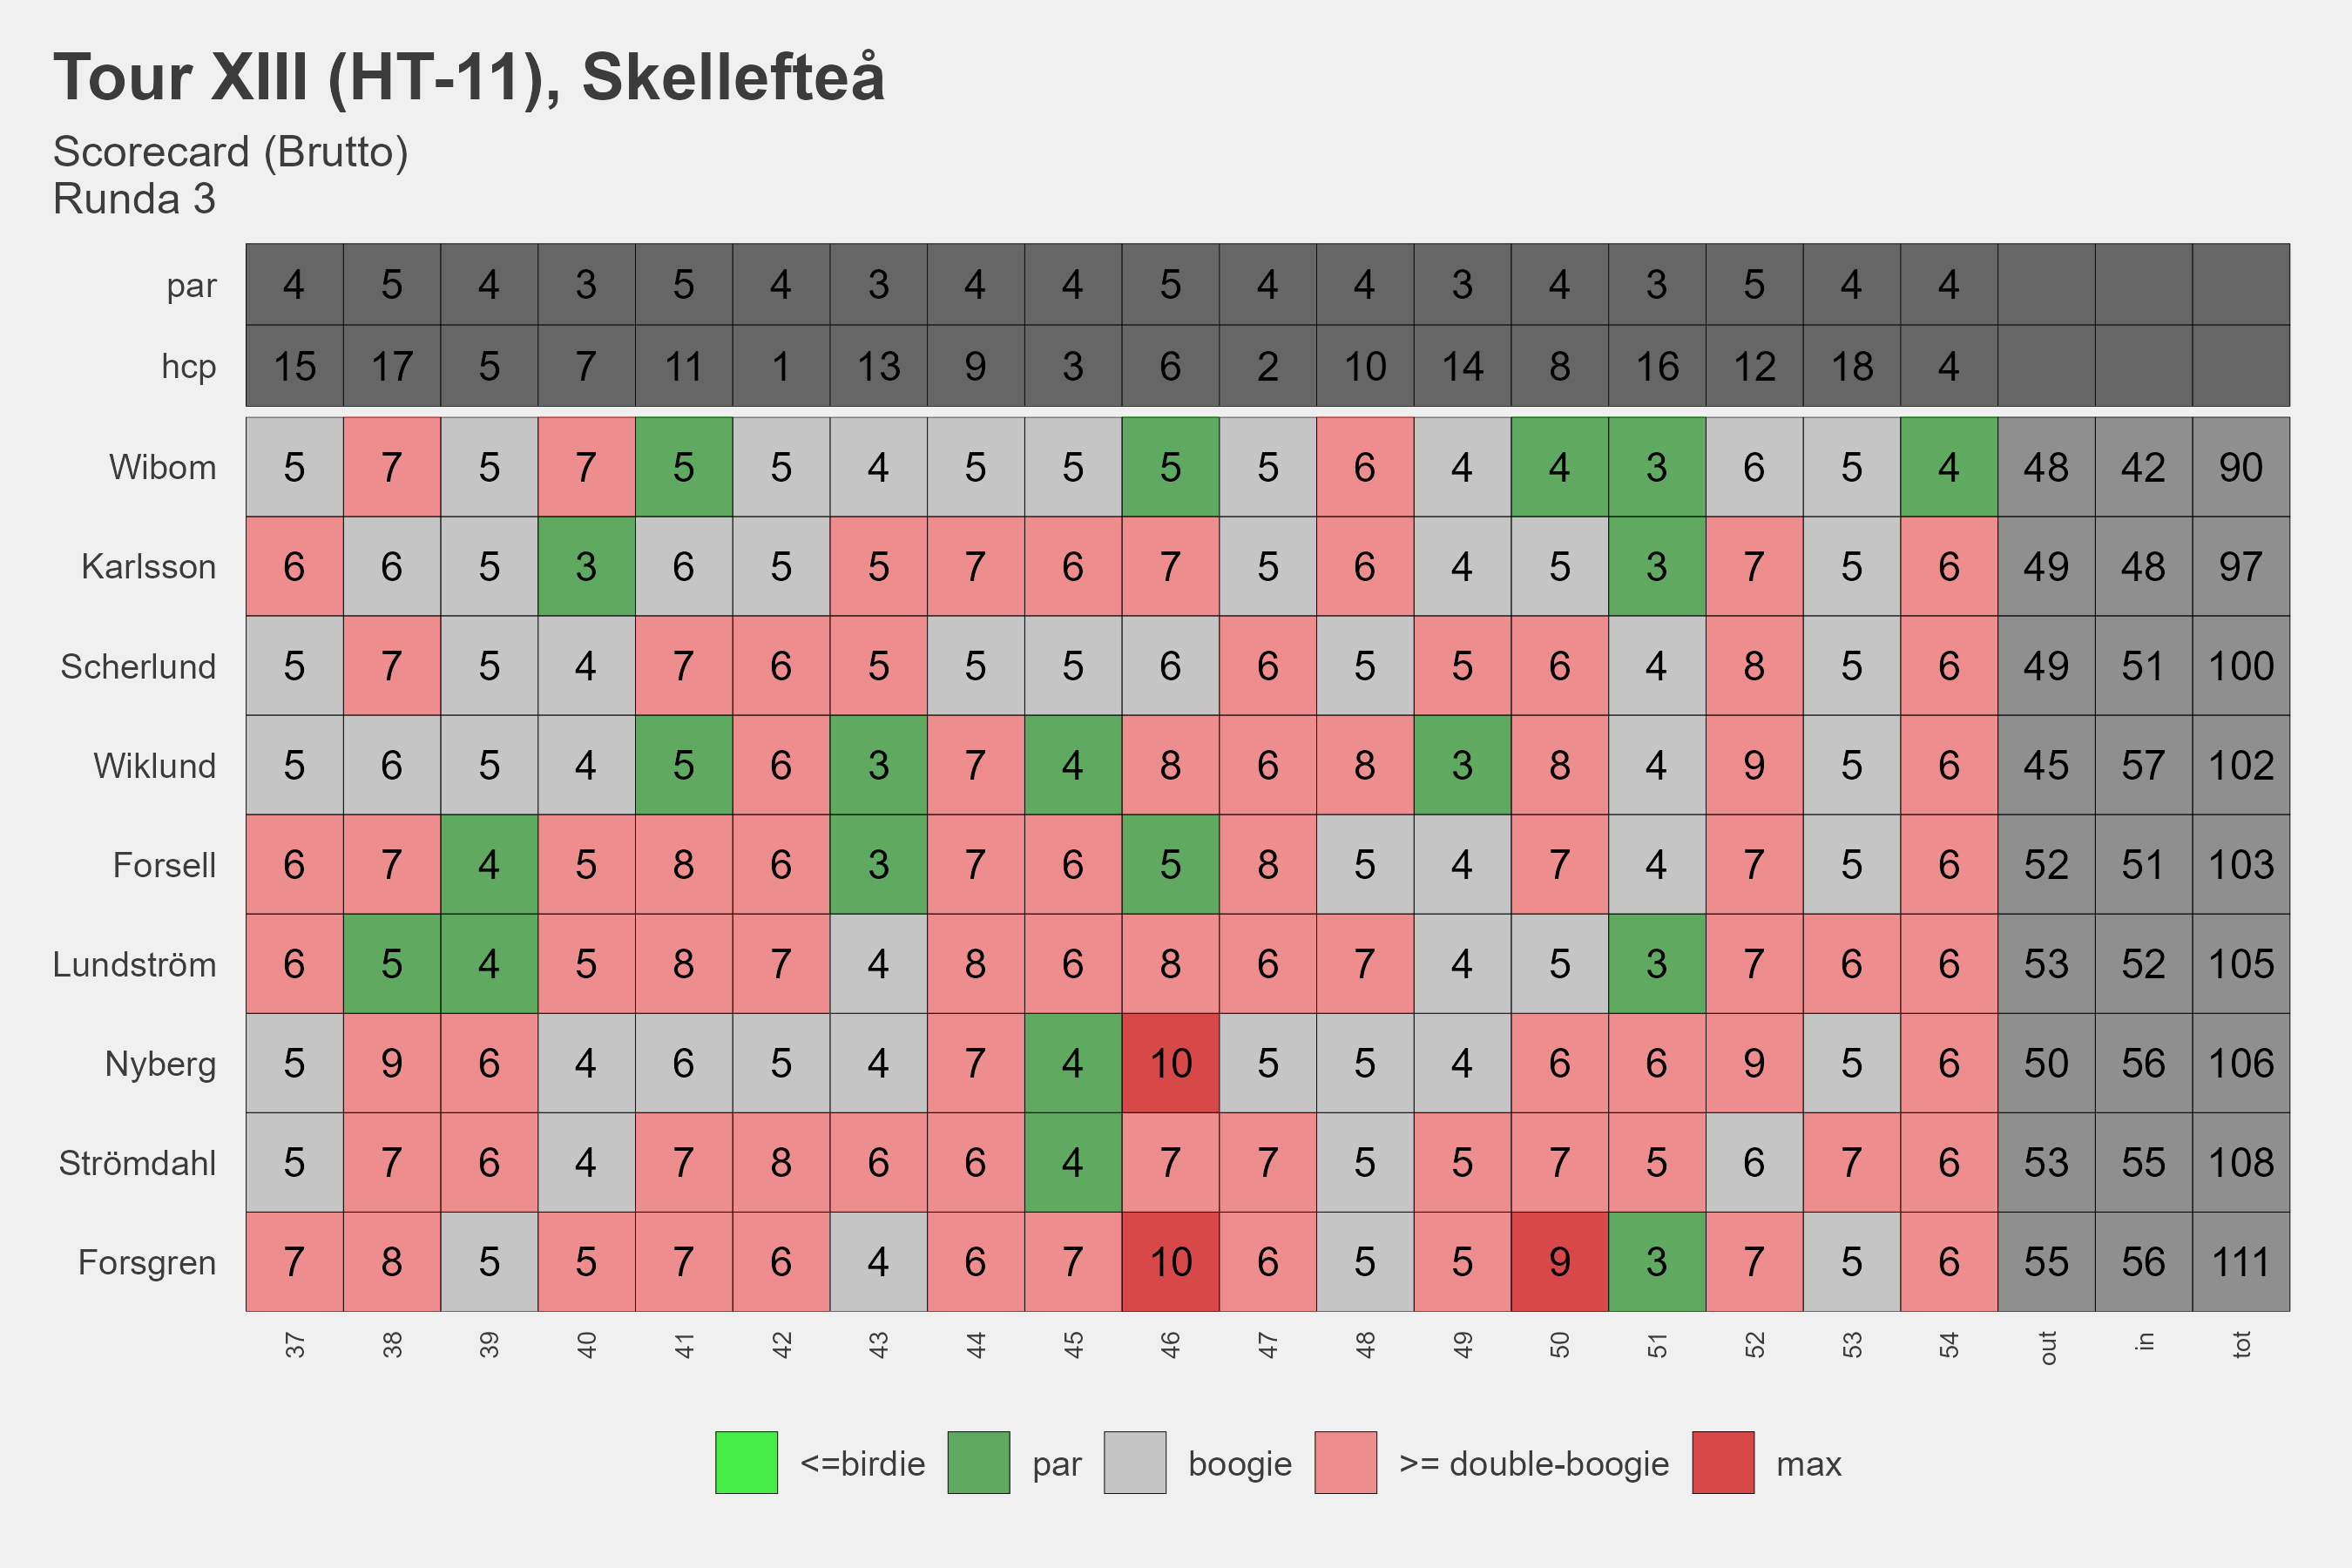 Tour XIII (HT-11), Skellefteå
Scorecard (Brutto)
Runda 3
par 4 5 4 3 5 4 3 4 4 5 4 4 3 4 3 5 4 4
hcp 15 17 5 7 11 1 13 9 3 6 2 10 14 8 16 12 18 4
Wibom 5 7 5 7 5 5 4 5 5 5 5 6 4 4 3 6 5 4 48 42 90
Karlsson 6 6 5 3 6 5 5 7 6 7 5 6 4 5 3 7 5 6 49 48 97
Scherlund 5 7 5 4 7 6 5 5 5 6 6 5 5 6 4 8 5 6 49 51 100
Wiklund 5 6 5 4 5 6 3 7 4 8 6 8 3 8 4 9 5 6 45 57 102
Forsell 6 7 4 5 8 6 3 7 6 5 8 5 4 7 4 7 5 6 52 51 103
Lundström 6 5 4 5 8 7 4 8 6 8 6 7 4 5 3 7 6 6 53 52 105
Nyberg 5 9 6 4 6 5 4 7 4 10 5 5 4 6 6 9 5 6 50 56 106
Strömdahl 5 7 6 4 7 8 6 6 4 7 7 5 5 7 5 6 7 6 53 55 108
Forsgren 7 8 5 5 7 6 4 6 7 10 6 5 5 9 3 7 5 6 55 56 111
37 38 39 40 41 42 43 44 45 46 47 48 49 50 51 52 53 54 out in tot
<=birdie par boogie >= double-boogie max